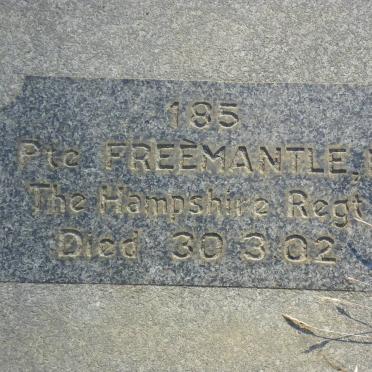 185
Pte FREEMANTLE,
The Hampshire Regt
Died 30 3 02